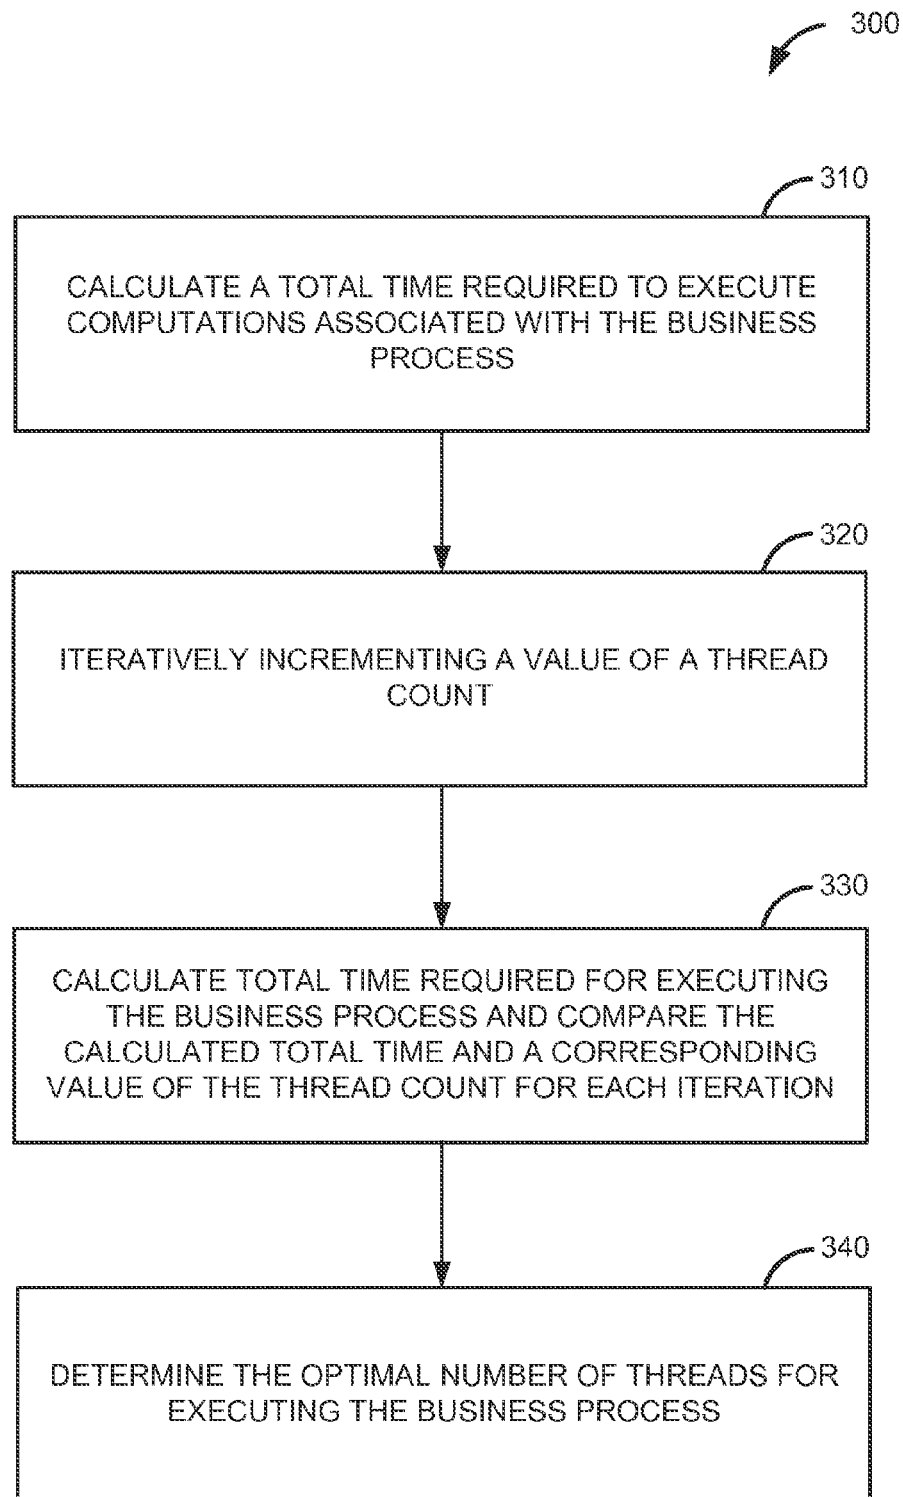 300
310
CALCULATE A TOTAL TIME REQUIRED TO EXECUTE
COMPUTATIONS ASSOCIATED WITH THE BUSINESS
PROCESS
320
ITERATIVELY INCREMENTING A VALUE OF A THREAD
COUNT
330
CALCULATE TOTAL TIME REQUIRED FOR EXECUTING
THE BUSINESS PROCESS AND COMPARE THE
CALCULATED TOTAL TIME AND A CORRESPONDING
VALUE OF THE THREAD COUNT FOR EACH ITERATION
340
DETERMINE THE OPTIMAL NUMBER OF THREADS FOR
EXECUTING THE BUSINESS PROCESS